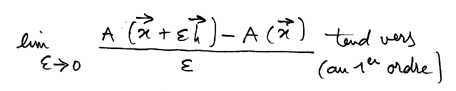 lim ε→0 (A(x⃗ + εh⃗) − A(x⃗)) / ε tend vers
(au 1er ordre)